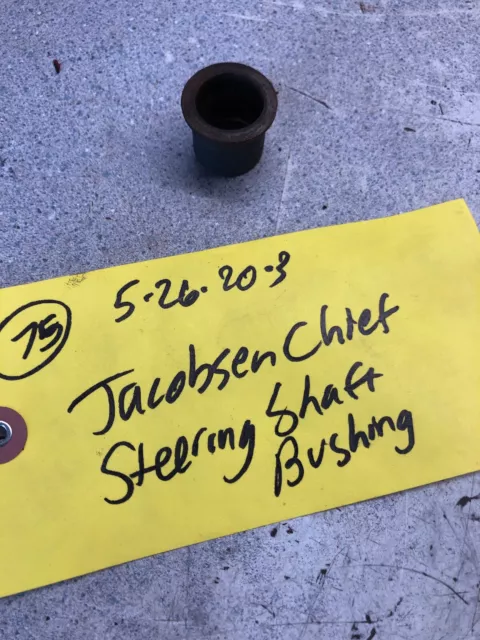 75
5-26-20-3
Jacobsen Chief
Steering Shaft
Bushing